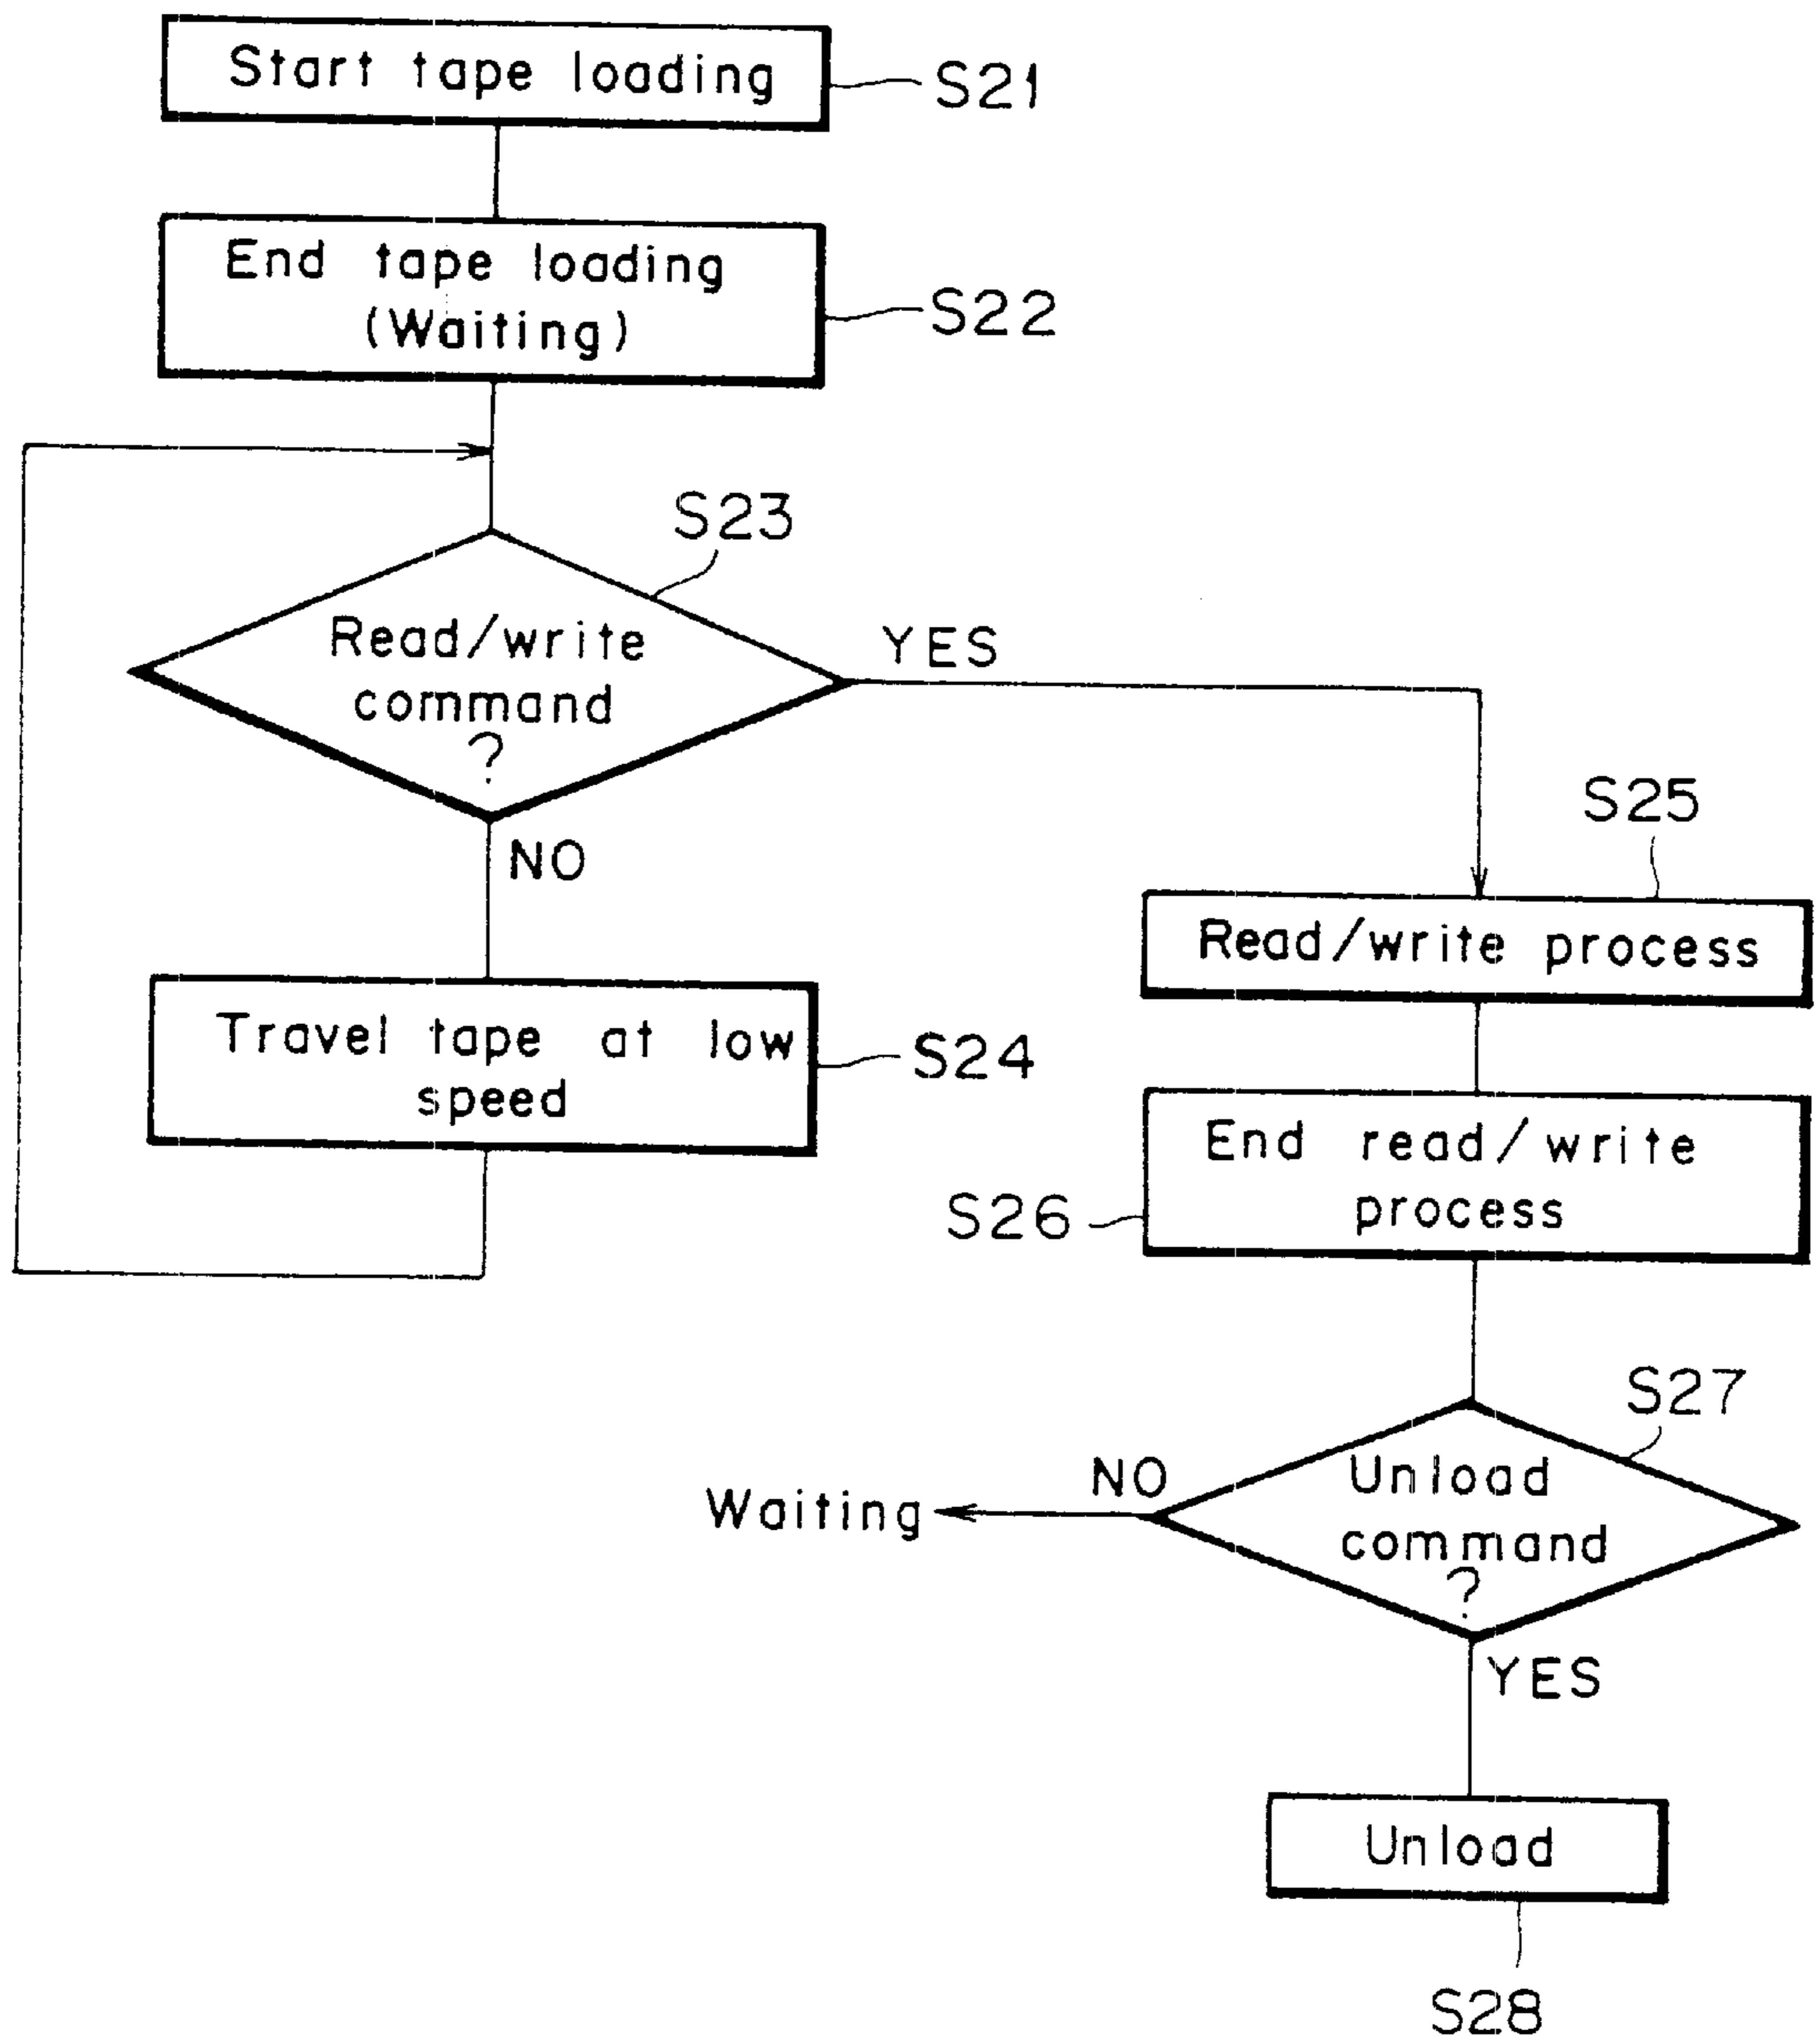 Start tape loading
S21
End tape loading
(Waiting)
S22
S23
Read/write
command
?
YES
NO
Travel tape at low
speed
S24
S25
Read/write process
End read/write
process
S26
S27
Unload
command
?
NO
Waiting
YES
Unload
S28